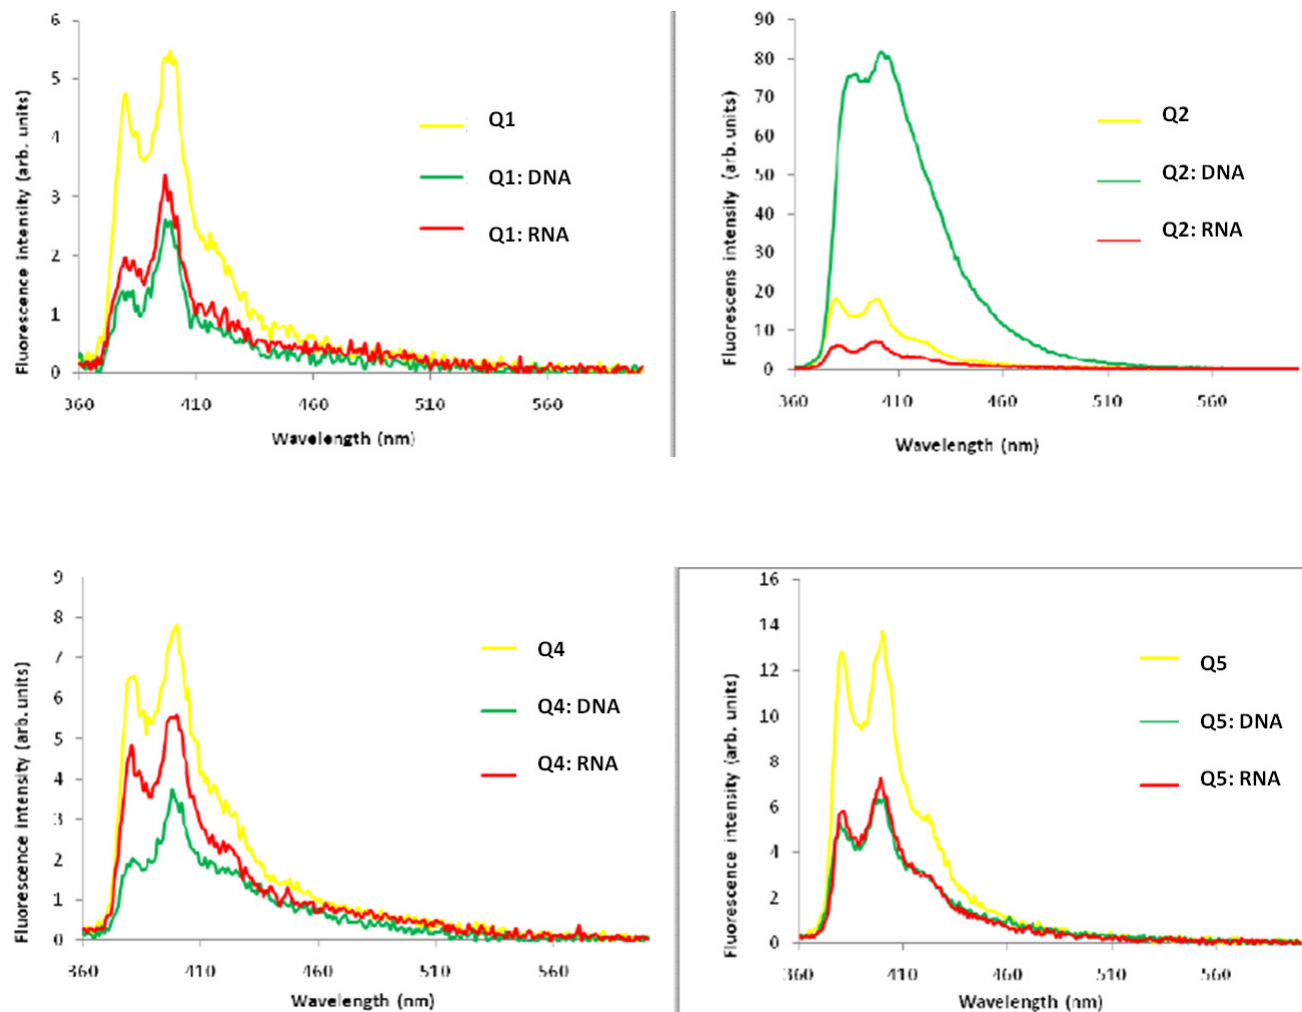 Fluorescence intensity (arb. units)
6
5
4
3
2
1
0
360 410 460 510 560
Wavelength (nm)
Q1
Q1: DNA
Q1: RNA
Fluorescens intensity (arb. units)
90
80
70
60
50
40
30
20
10
0
360 410 460 510 560
Wavelength (nm)
Q2
Q2: DNA
Q2: RNA
Fluorescence intensity (arb. units)
9
8
7
6
5
4
3
2
1
0
360 410 460 510 560
Wavelength (nm)
Q4
Q4: DNA
Q4: RNA
Fluorescence intensity (arb. units)
16
14
12
10
8
6
4
2
0
360 410 460 510 560
Wavelength (nm)
Q5
Q5: DNA
Q5: RNA